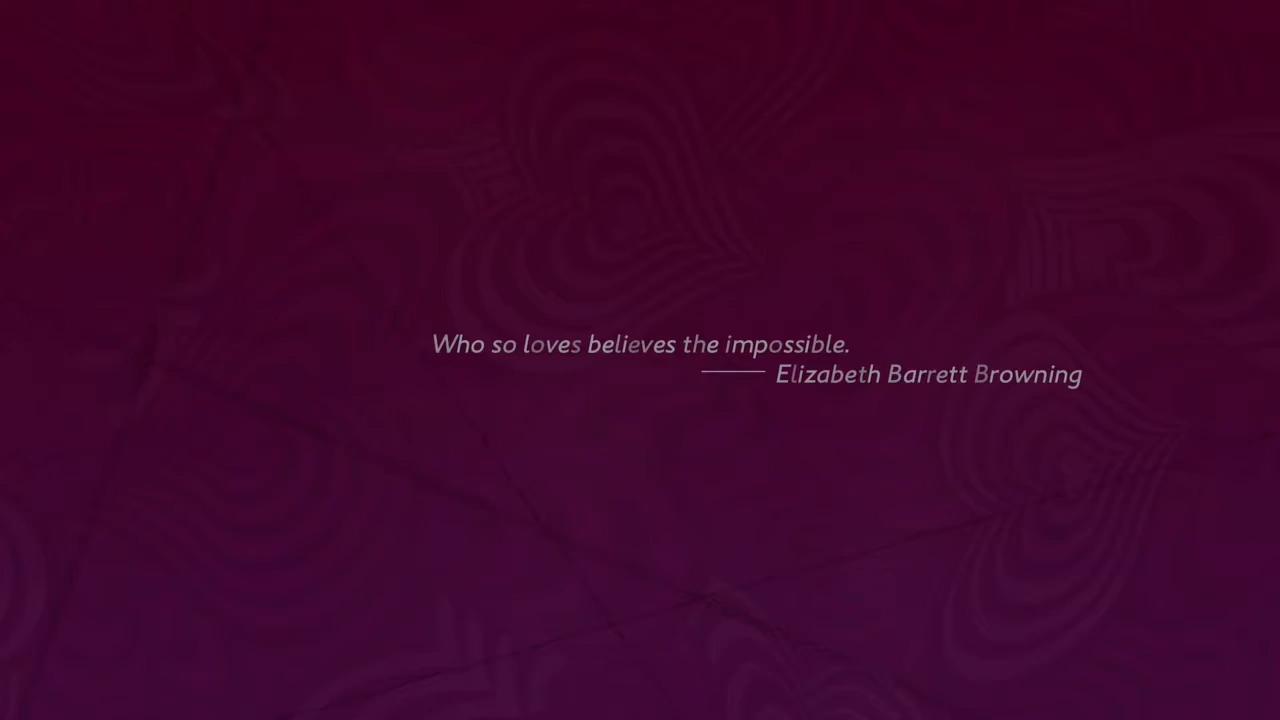 Who so loves believes the impossible.
— Elizabeth Barrett Browning